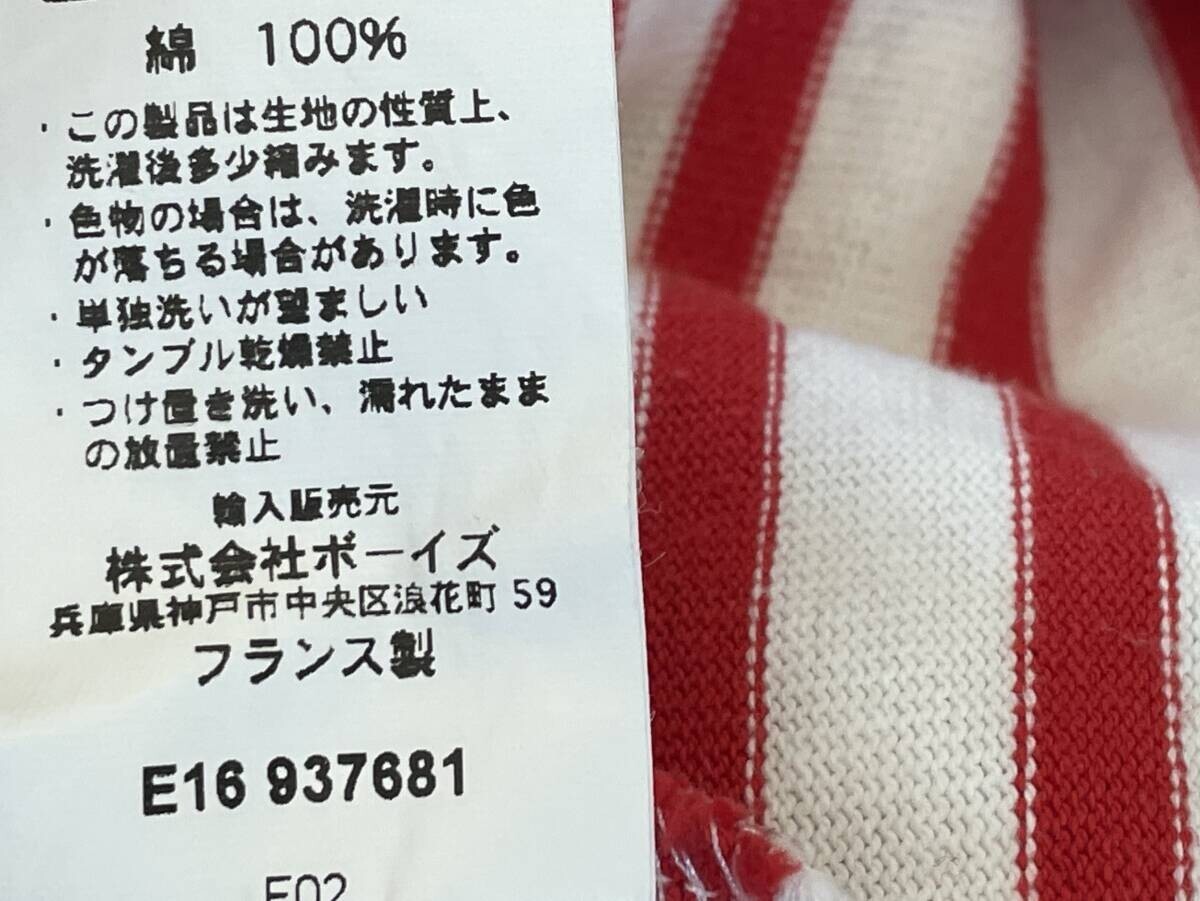 綿 100%
・この製品は生地の性質上、
洗濯後多少縮みます。
・色物の場合は、洗濯時に色
が落ちる場合があります。
・単独洗いが望ましい
・タンブル乾燥禁止
・つけ置き洗い、濡れたまま
の放置禁止
輸入販売元
株式会社ボーイズ
兵庫県神戸市中央区浪花町 59
フランス製
E16 937681